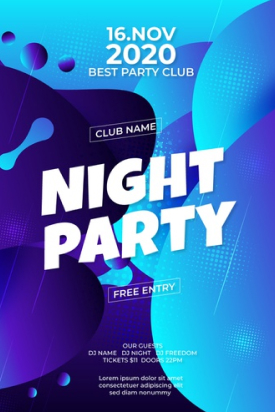 16.NOV
2020
BEST PARTY CLUB
CLUB NAME
NIGHT
PARTY
FREE ENTRY
OUR GUESTS
DJ NAME DJ NIGHT DJ FREEDOM
TICKETS $11 DOORS 22PM
Lorem ipsum dolor sit amet
consectetuer adipiscing elit
sed diam nonummy